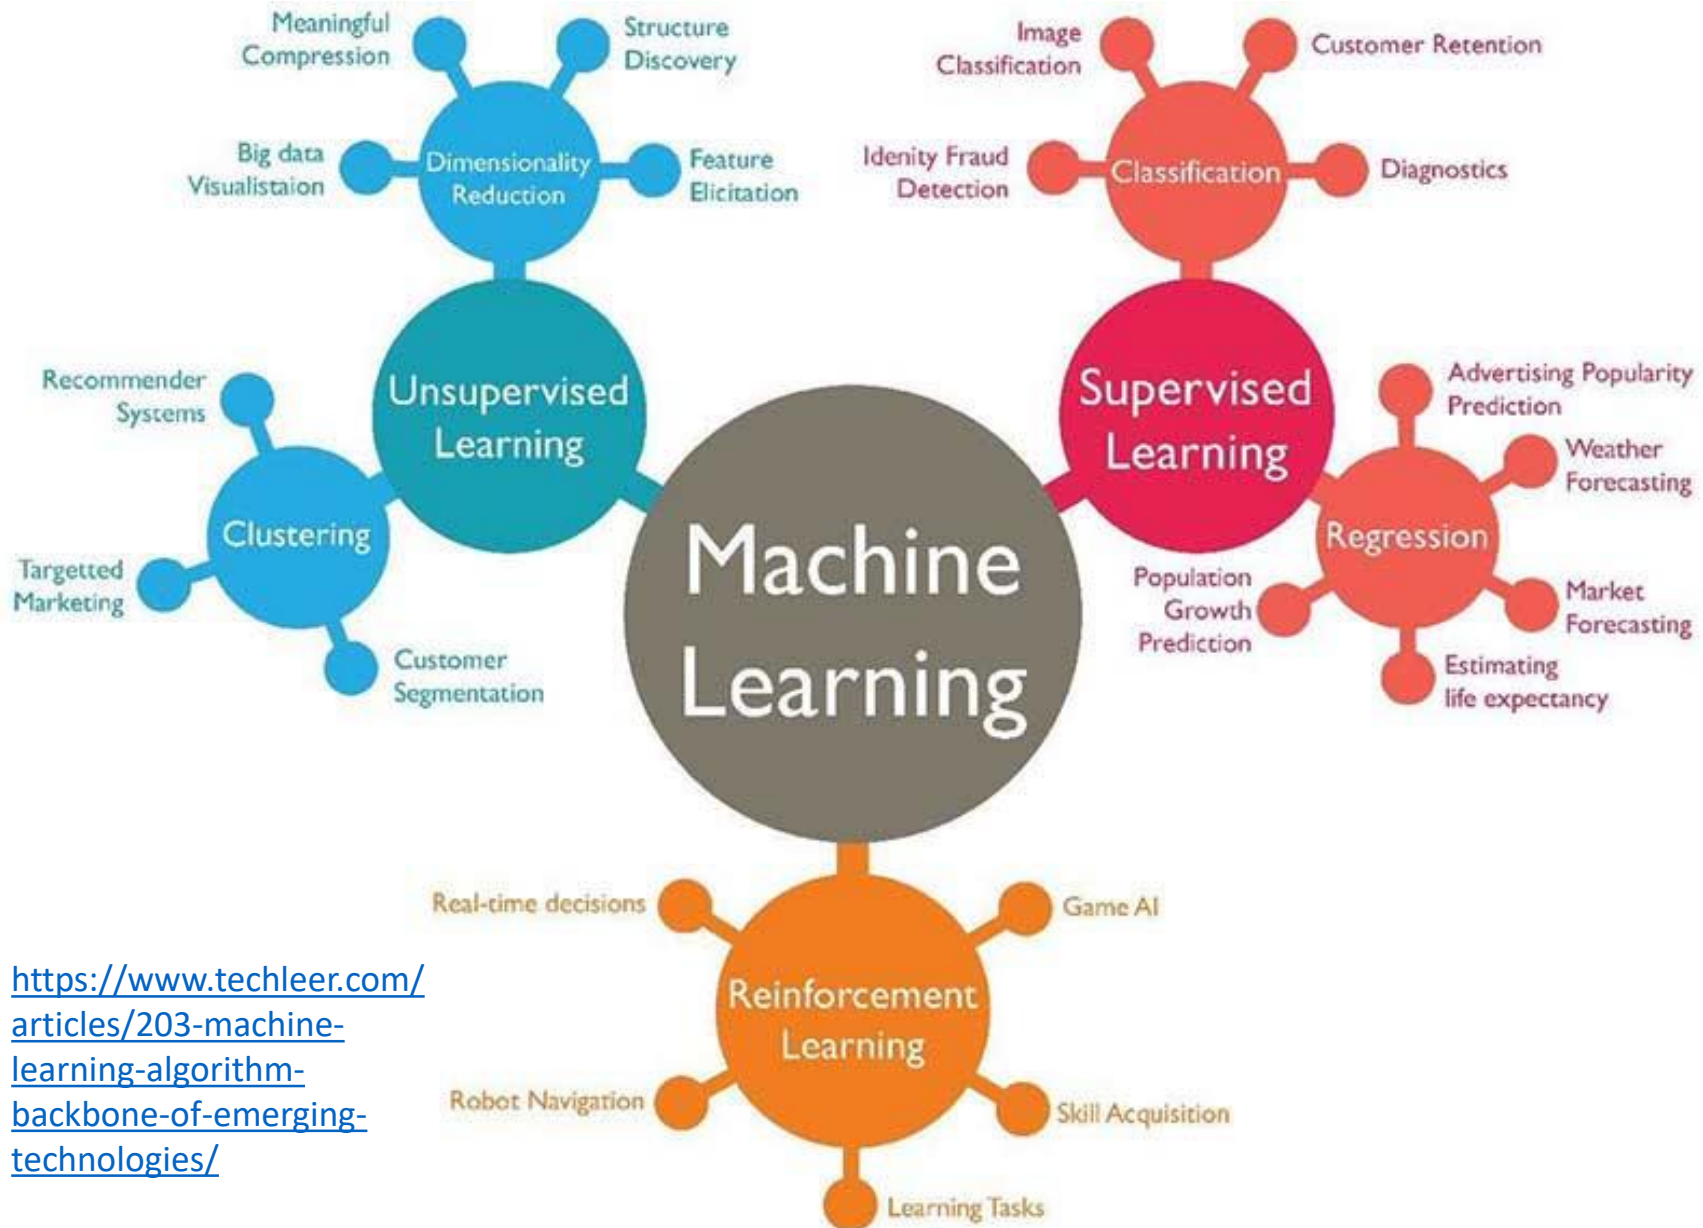 Meaningful
Compression
Structure
Discovery
Big data
Visualistaion
Dimensionality
Reduction
Feature
Elicitation
Image
Classification
Customer Retention
Idenity Fraud
Detection
Classification
Diagnostics
Recommender
Systems
Unsupervised
Learning
Clustering
Targetted
Marketing
Customer
Segmentation
Supervised
Learning
Advertising Popularity
Prediction
Weather
Forecasting
Regression
Population
Growth
Prediction
Market
Forecasting
Estimating
life expectancy
Machine
Learning
Real-time decisions
Game AI
Reinforcement
Learning
Robot Navigation
Skill Acquisition
Learning Tasks
https://www.techleer.com/
articles/203-machine-
learning-algorithm-
backbone-of-emerging-
technologies/